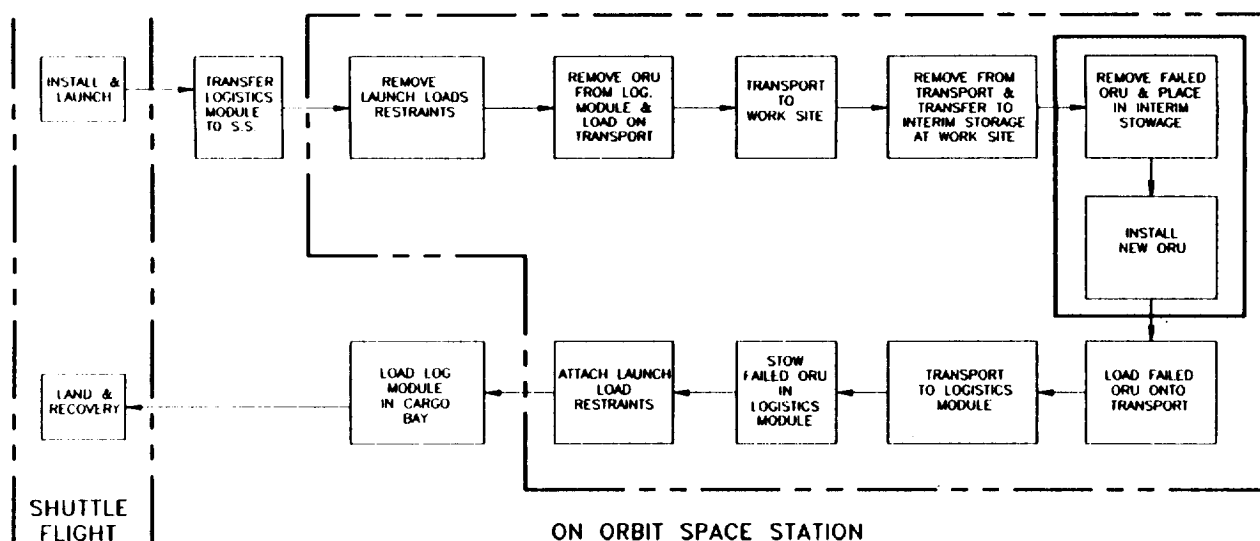 INSTALL &
LAUNCH
TRANSFER
LOGISTICS
MODULE
TO S.S.
REMOVE
LAUNCH LOADS
RESTRAINTS
REMOVE ORU
FROM LOG.
MODULE &
LOAD ON
TRANSPORT
TRANSPORT
TO
WORK SITE
REMOVE FROM
TRANSPORT &
TRANSFER TO
INTERIM STORAGE
AT WORK SITE
REMOVE FAILED
ORU & PLACE
IN INTERIM
STOWAGE
INSTALL
NEW ORU
LOAD FAILED
ORU ONTO
TRANSPORT
TRANSPORT
TO LOGISTICS
MODULE
STOW
FAILED ORU
IN
LOGISTICS
MODULE
ATTACH LAUNCH
LOAD
RESTRAINTS
LOAD LOG
MODULE
IN CARGO
BAY
LAND &
RECOVERY
SHUTTLE
FLIGHT
ON ORBIT SPACE STATION